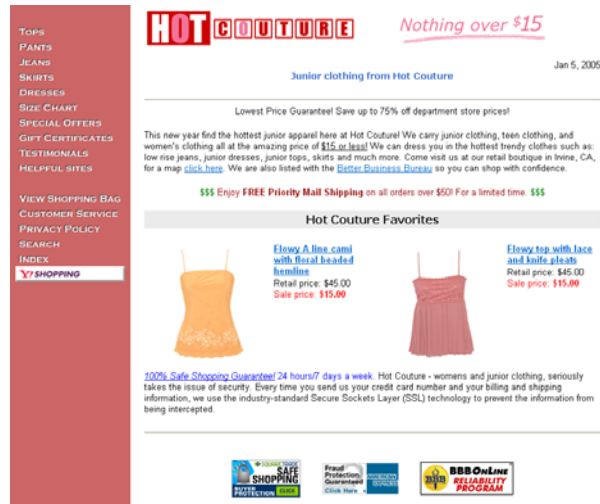 HOT COUTURE
Nothing over $15
TOPS
PANTS
JEANS
SKIRTS
DRESSES
SIZE CHART
SPECIAL OFFERS
GIFT CERTIFICATES
TESTIMONIALS
HELPFUL SITES
VIEW SHOPPING BAG
CUSTOMER SERVICE
PRIVACY POLICY
SEARCH
INDEX
Y! SHOPPING
Jan 5, 2005
Junior clothing from Hot Couture
Lowest Price Guarantee! Save up to 75% off department store prices!
This new year find the hottest junior apparel here at Hot Couture! We carry junior clothing, teen clothing, and
women's clothing all at the amazing price of $15 or less! We can dress you in the hottest trendy clothes such as:
low rise jeans, junior dresses, junior tops, skirts and much more. Come visit us at our retail boutique in Irvine, CA,
for a map click here. We are also listed with the Better Business Bureau so you can shop with confidence.
$$$ Enjoy FREE Priority Mail Shipping on all orders over $50! For a limited time. $$$
Hot Couture Favorites
Flowy A line cami
with floral beaded
hemline
Retail price: $45.00
Sale price: $15.00
Flowy top with lace
and knife pleats
Retail price: $45.00
Sale price: $15.00
100% Safe Shopping Guarantee! 24 hours/7 days a week. Hot Couture - womens and junior clothing, seriously
takes the issue of security. Every time you send us your credit card number and your billing and shipping
information, we use the industry-standard Secure Sockets Layer (SSL) technology to prevent the information from
being intercepted.
SQUARE TRADE
SAFE
SHOPPING
BUYER
PROTECTION CLICK
Fraud
Protection
Guaranteed
Click Here
AMERICAN
EXPRESS
BBB
BBBONLINE
RELIABILITY
PROGRAM